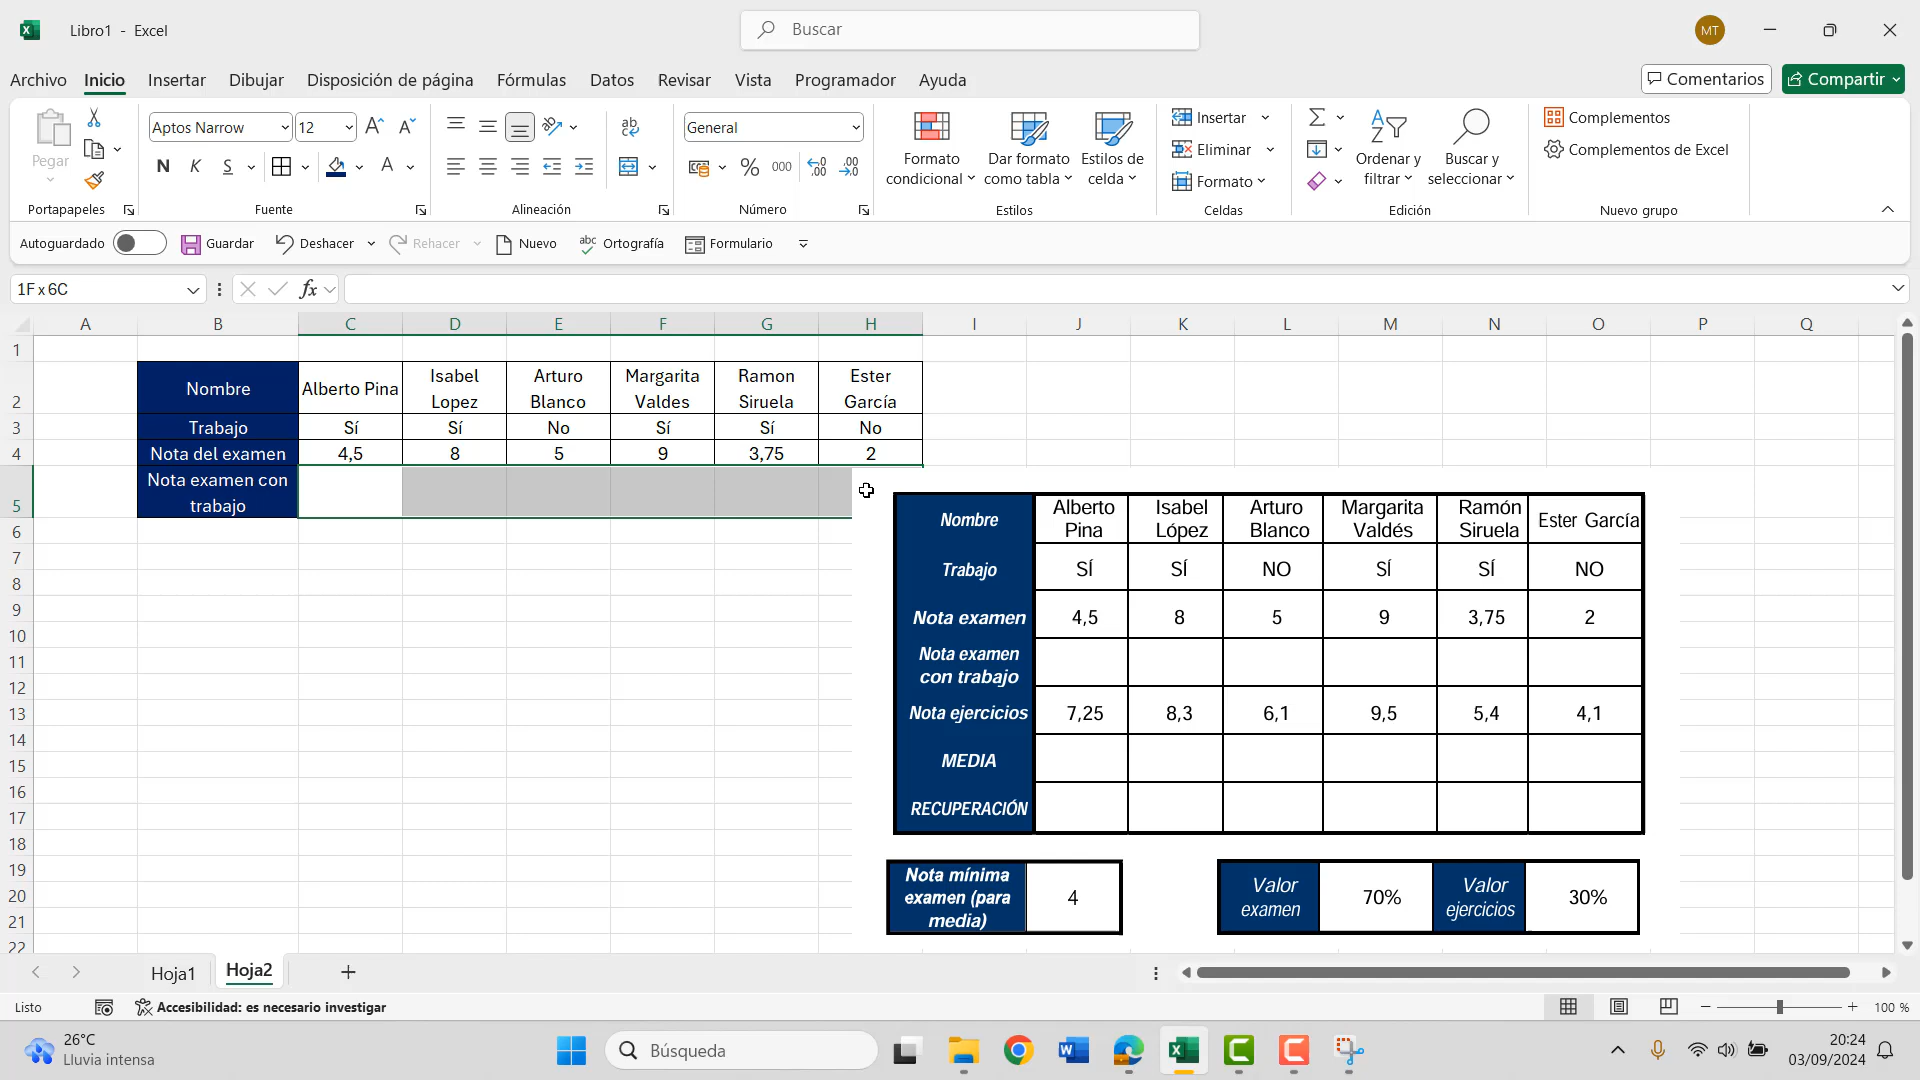 Libro1 - Excel
Buscar
MT
Archivo Inicio Insertar Dibujar Disposición de página Fórmulas Datos Revisar Vista Programador Ayuda
Comentarios Compartir
Pegar
Aptos Narrow 12
N K S
General
% 000
Formato condicional
Dar formato como tabla
Estilos de celda
Insertar
Eliminar
Formato
Ordenar y filtrar
Buscar y seleccionar
Complementos
Complementos de Excel
Portapapeles Fuente Alineación Número Estilos Celdas Edición Nuevo grupo
Autoguardado Guardar Deshacer Rehacer Nuevo Ortografía Formulario
1F x 6C fx
A B C D E F G H I J K L M N O P Q
1
2 Nombre Alberto Pina Isabel Lopez Arturo Blanco Margarita Valdes Ramon Siruela Ester García
3 Trabajo Sí Sí No Sí Sí No
4 Nota del examen 4,5 8 5 9 3,75 2
5 Nota examen con trabajo
6
7
8
9
10
11
12
13
14
15
16
17
18
19
20
21
22
Nombre Alberto Pina Isabel López Arturo Blanco Margarita Valdés Ramón Siruela Ester García
Trabajo SÍ SÍ NO SÍ SÍ NO
Nota examen 4,5 8 5 9 3,75 2
Nota examen con trabajo
Nota ejercicios 7,25 8,3 6,1 9,5 5,4 4,1
MEDIA
RECUPERACIÓN
Nota mínima examen (para media) 4
Valor examen 70% Valor ejercicios 30%
Hoja1 Hoja2
Listo Accesibilidad: es necesario investigar 100 %
26°C
Lluvia intensa
Búsqueda
20:24
03/09/2024